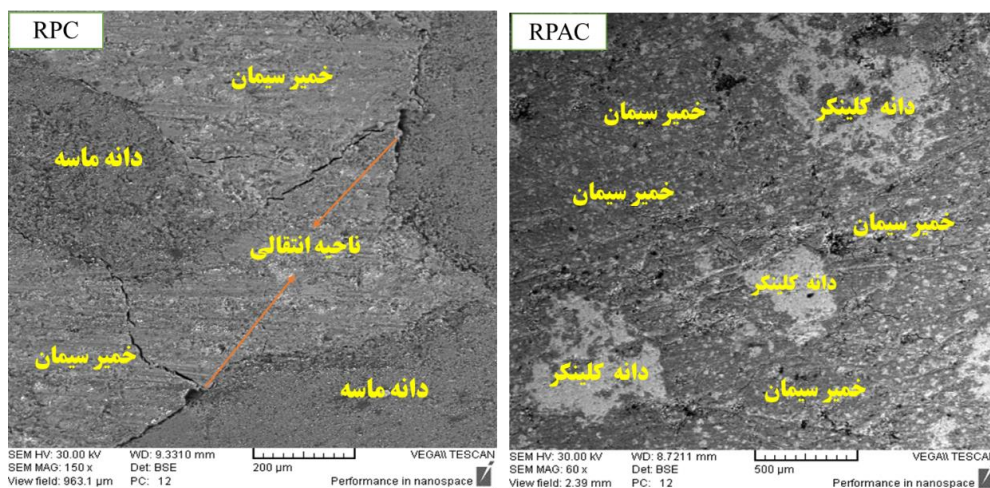 RPC
خمیر سیمان
دانه ماسه
ناحیه انتقالی
خمیر سیمان
دانه ماسه
SEM HV: 30.00 kV WD: 9.3310 mm VEGA\\ TESCAN
SEM MAG: 150 x Det: BSE 200 µm
View field: 963.1 µm PC: 12 Performance in nanospace
RPAC
دانه کلینکر
خمیر سیمان
خمیر سیمان
خمیر سیمان
دانه کلینکر
دانه کلینکر
خمیر سیمان
SEM HV: 30.00 kV WD: 8.7211 mm VEGA\\ TESCAN
SEM MAG: 60 x Det: BSE 500 µm
View field: 2.39 mm PC: 12 Performance in nanospace